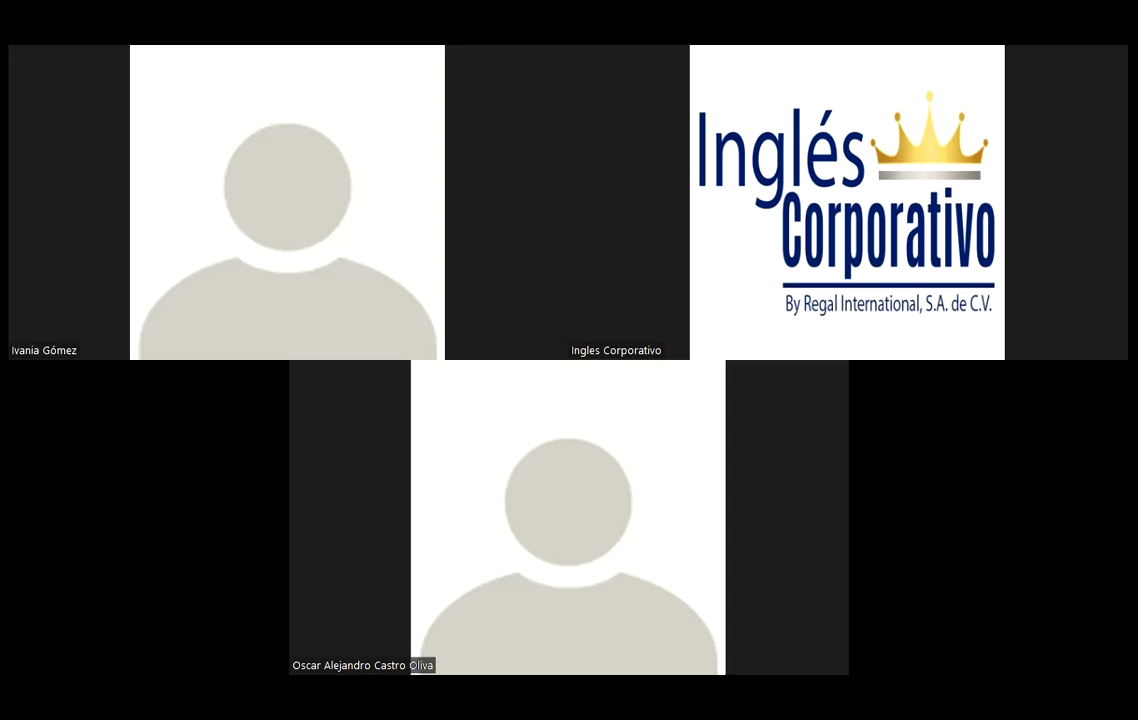 Inglés
Corporativo
By Regal International, S.A. de C.V.
Ivania Gómez
Ingles Corporativo
Oscar Alejandro Castro Oliva